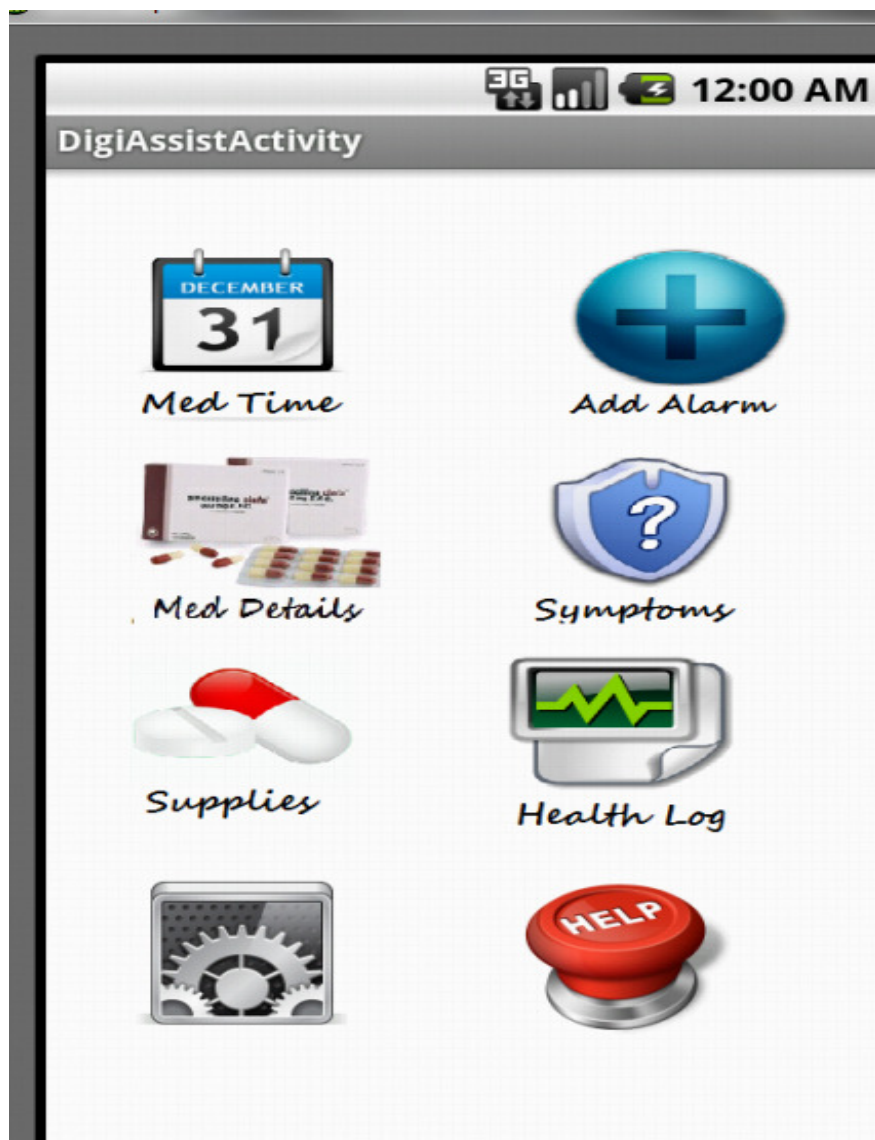 3G 12:00 AM
DigiAssistActivity
DECEMBER
31
Med Time
Add Alarm
?
Med Details
Symptoms
Supplies
Health Log
HELP